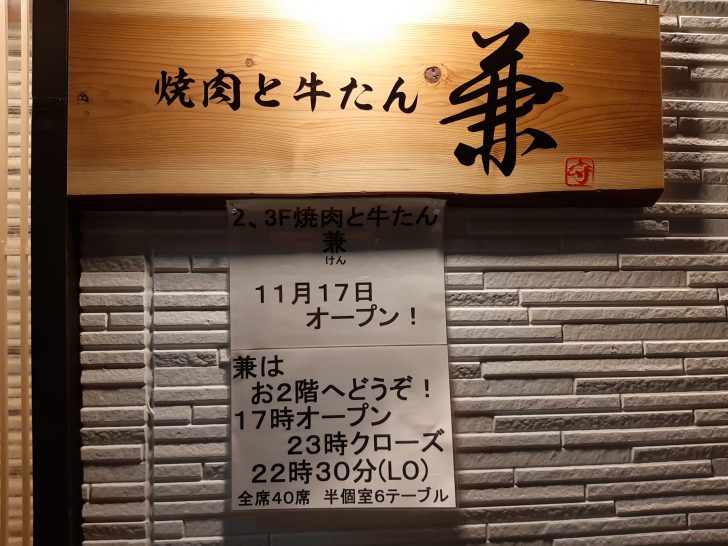 焼肉と牛たん 兼
2、3F焼肉と牛たん
兼
けん
11月17日
オープン！
兼は
お2階へどうぞ！
17時オープン
23時クローズ
22時30分(LO)
全席40席 半個室6テーブル